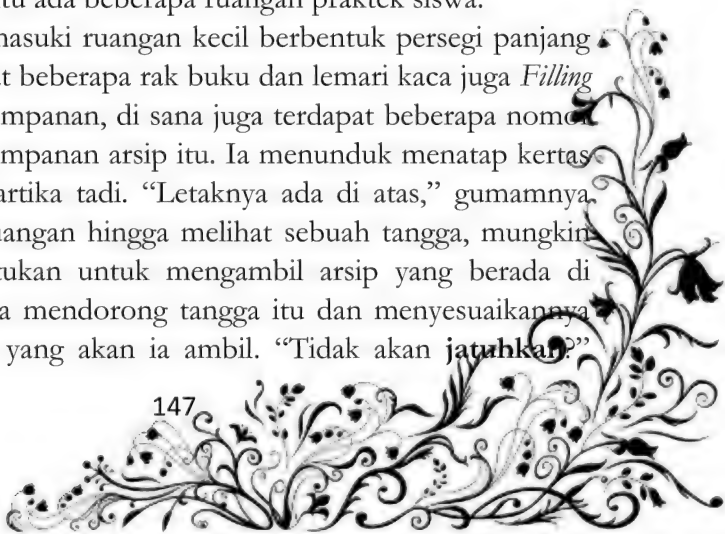 itu ada beberapa ruangan praktek siswa.
masuki ruangan kecil berbentuk persegi panjang
at beberapa rak buku dan lemari kaca juga Filling
mpanan, di sana juga terdapat beberapa nomor
mpanan arsip itu. Ia menunduk menatap kertas
artika tadi. “Letaknya ada di atas,” gumamnya
uangan hingga melihat sebuah tangga, mungkin
tukan untuk mengambil arsip yang berada di
a mendorong tangga itu dan menyesuaikannya
yang akan ia ambil. “Tidak akan jatuhkan?”
147